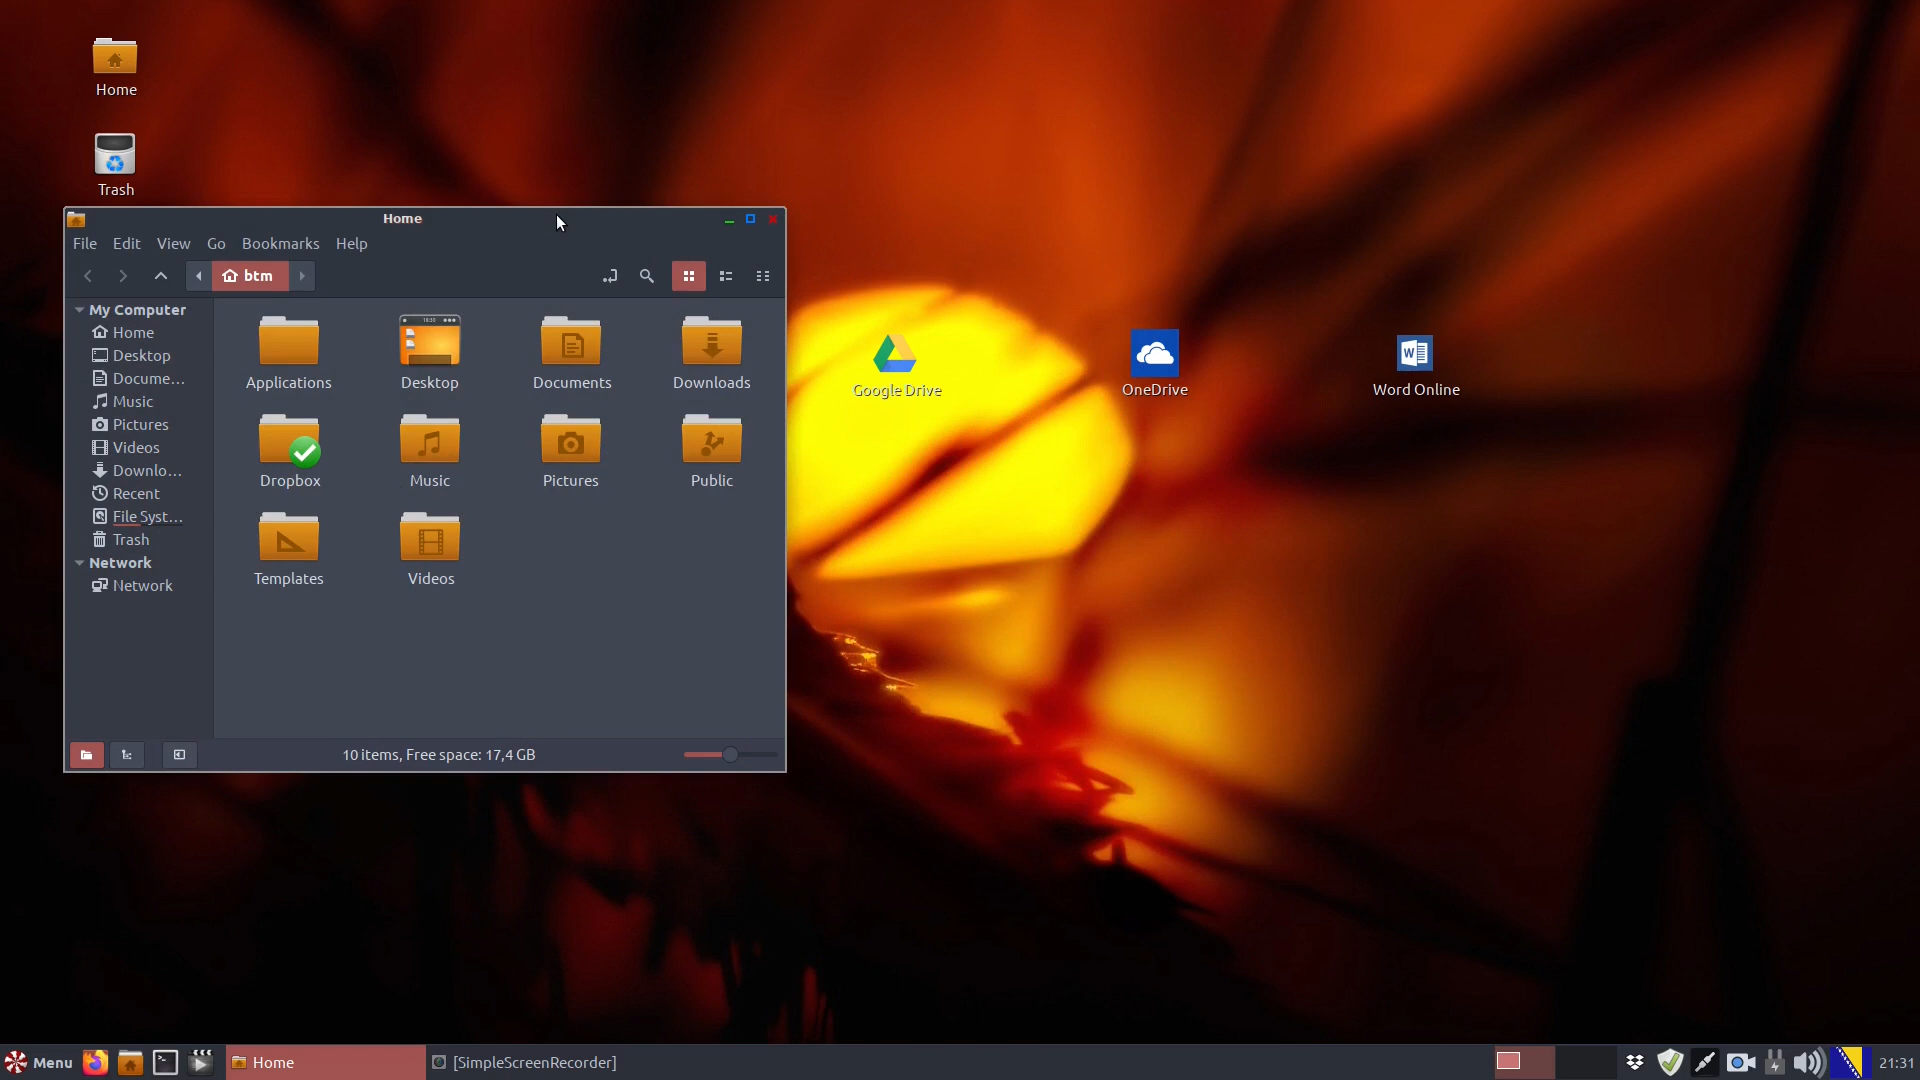 Home
Trash
Home
File Edit View Go Bookmarks Help
btm
My Computer
Home
Desktop
Docume...
Music
Pictures
Videos
Downlo...
Recent
File Syst...
Trash
Network
Network
Applications Desktop Documents Downloads
Dropbox Music Pictures Public
Templates Videos
10 items, Free space: 17,4 GB
Google Drive OneDrive Word Online
Menu Home [SimpleScreenRecorder] 21:31